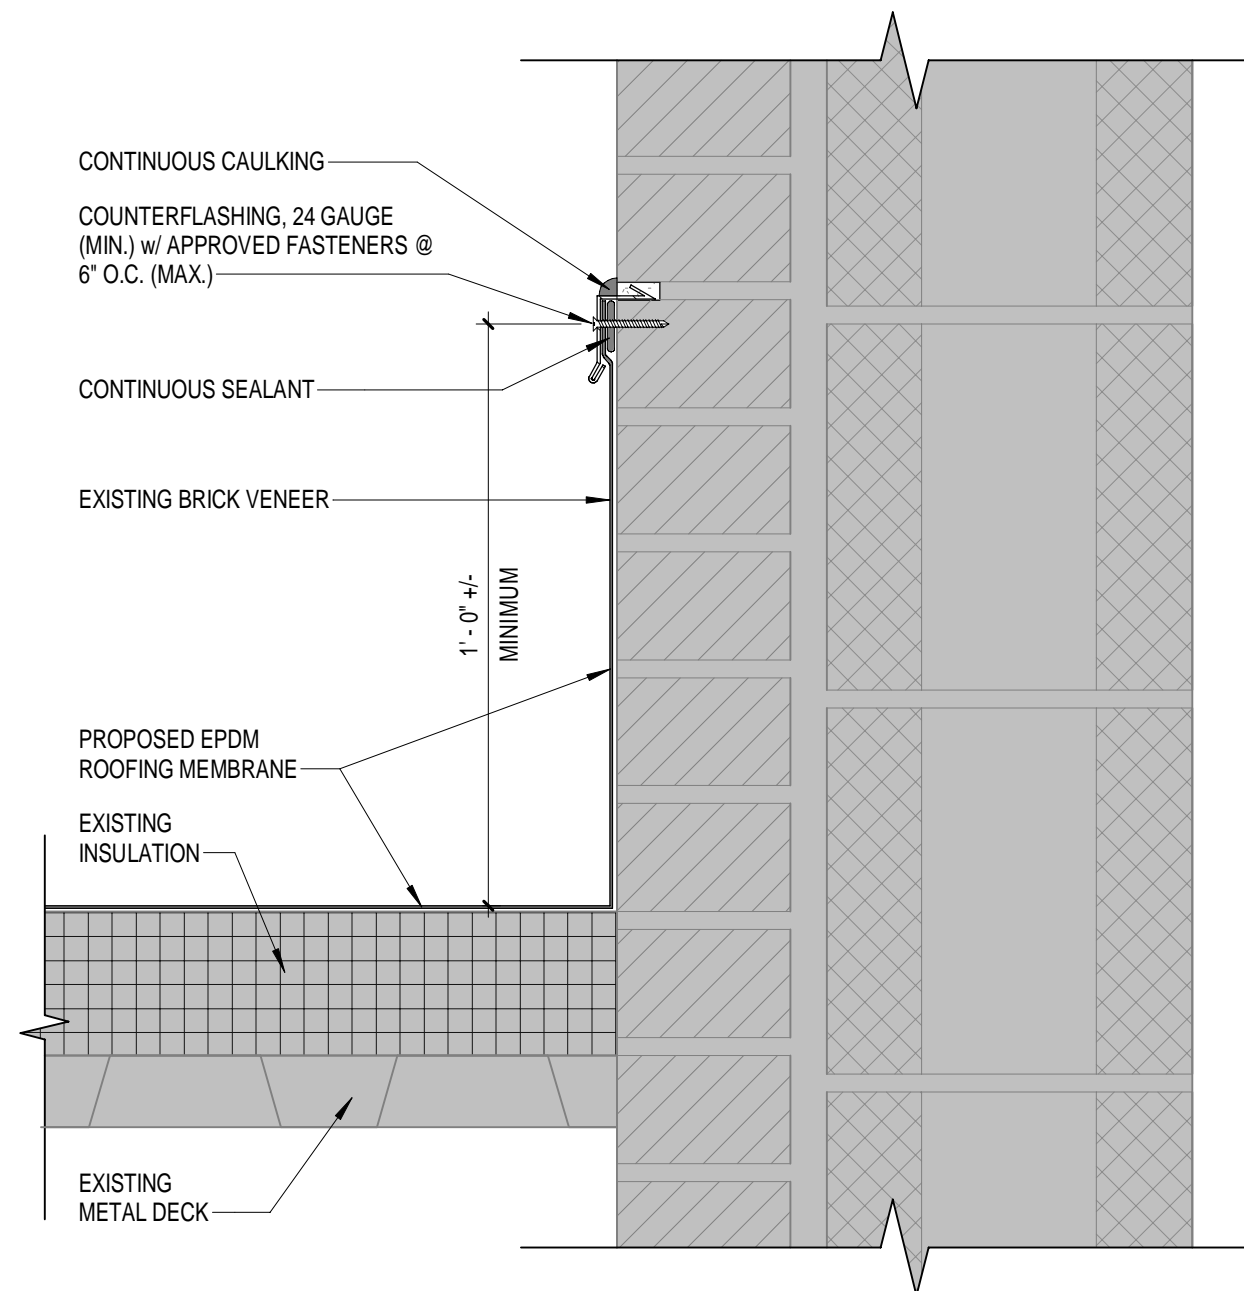 CONTINUOUS CAULKING
COUNTERFLASHING, 24 GAUGE
(MIN.) w/ APPROVED FASTENERS @
6" O.C. (MAX.)
CONTINUOUS SEALANT
EXISTING BRICK VENEER
1' - 0" +/-
MINIMUM
PROPOSED EPDM
ROOFING MEMBRANE
EXISTING
INSULATION
EXISTING
METAL DECK